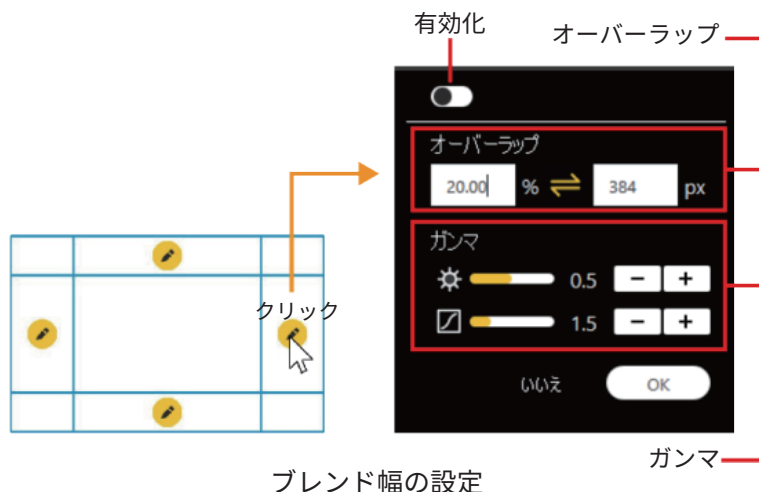 有効化
オーバーラップ
オーバーラップ
20.00 % 384 px
ガンマ
0.5 − +
1.5 − +
いいえ OK
クリック
ガンマ
ブレンド幅の設定